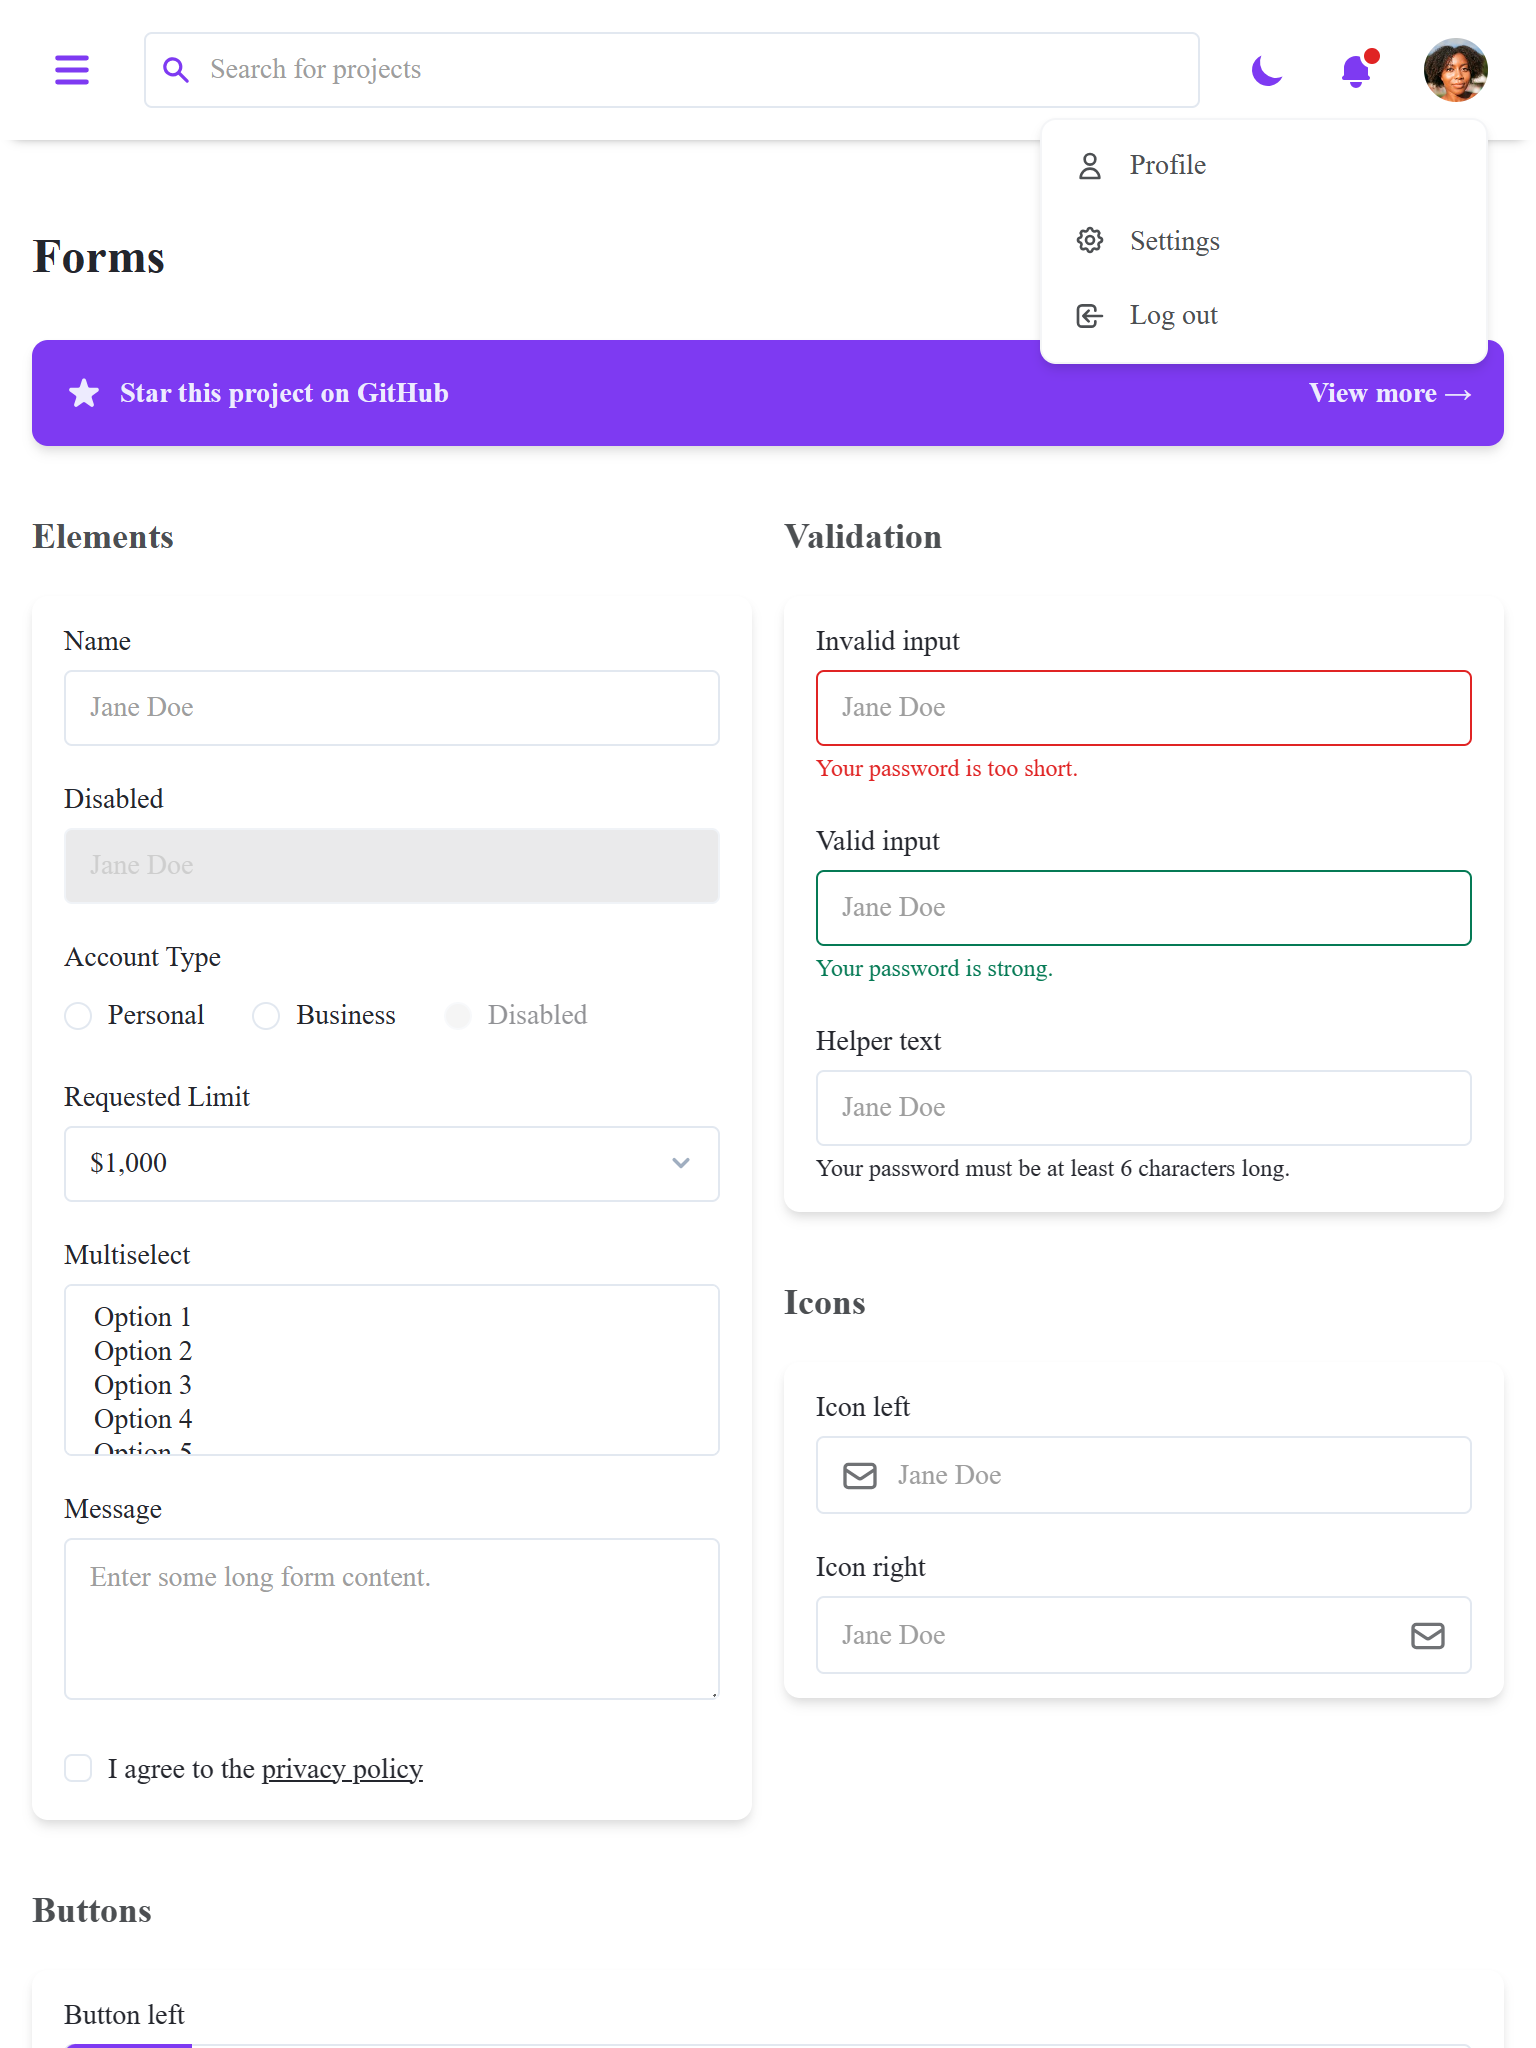 Search for projects
Profile
Settings
Log out
Forms
Star this project on GitHub
View more →
Elements
Name
Jane Doe
Disabled
Jane Doe
Account Type
Personal
Business
Disabled
Requested Limit
$1,000
Multiselect
Option 1
Option 2
Option 3
Option 4
Option 5
Message
Enter some long form content.
I agree to the privacy policy
Validation
Invalid input
Jane Doe
Your password is too short.
Valid input
Jane Doe
Your password is strong.
Helper text
Jane Doe
Your password must be at least 6 characters long.
Icons
Icon left
Jane Doe
Icon right
Jane Doe
Buttons
Button left